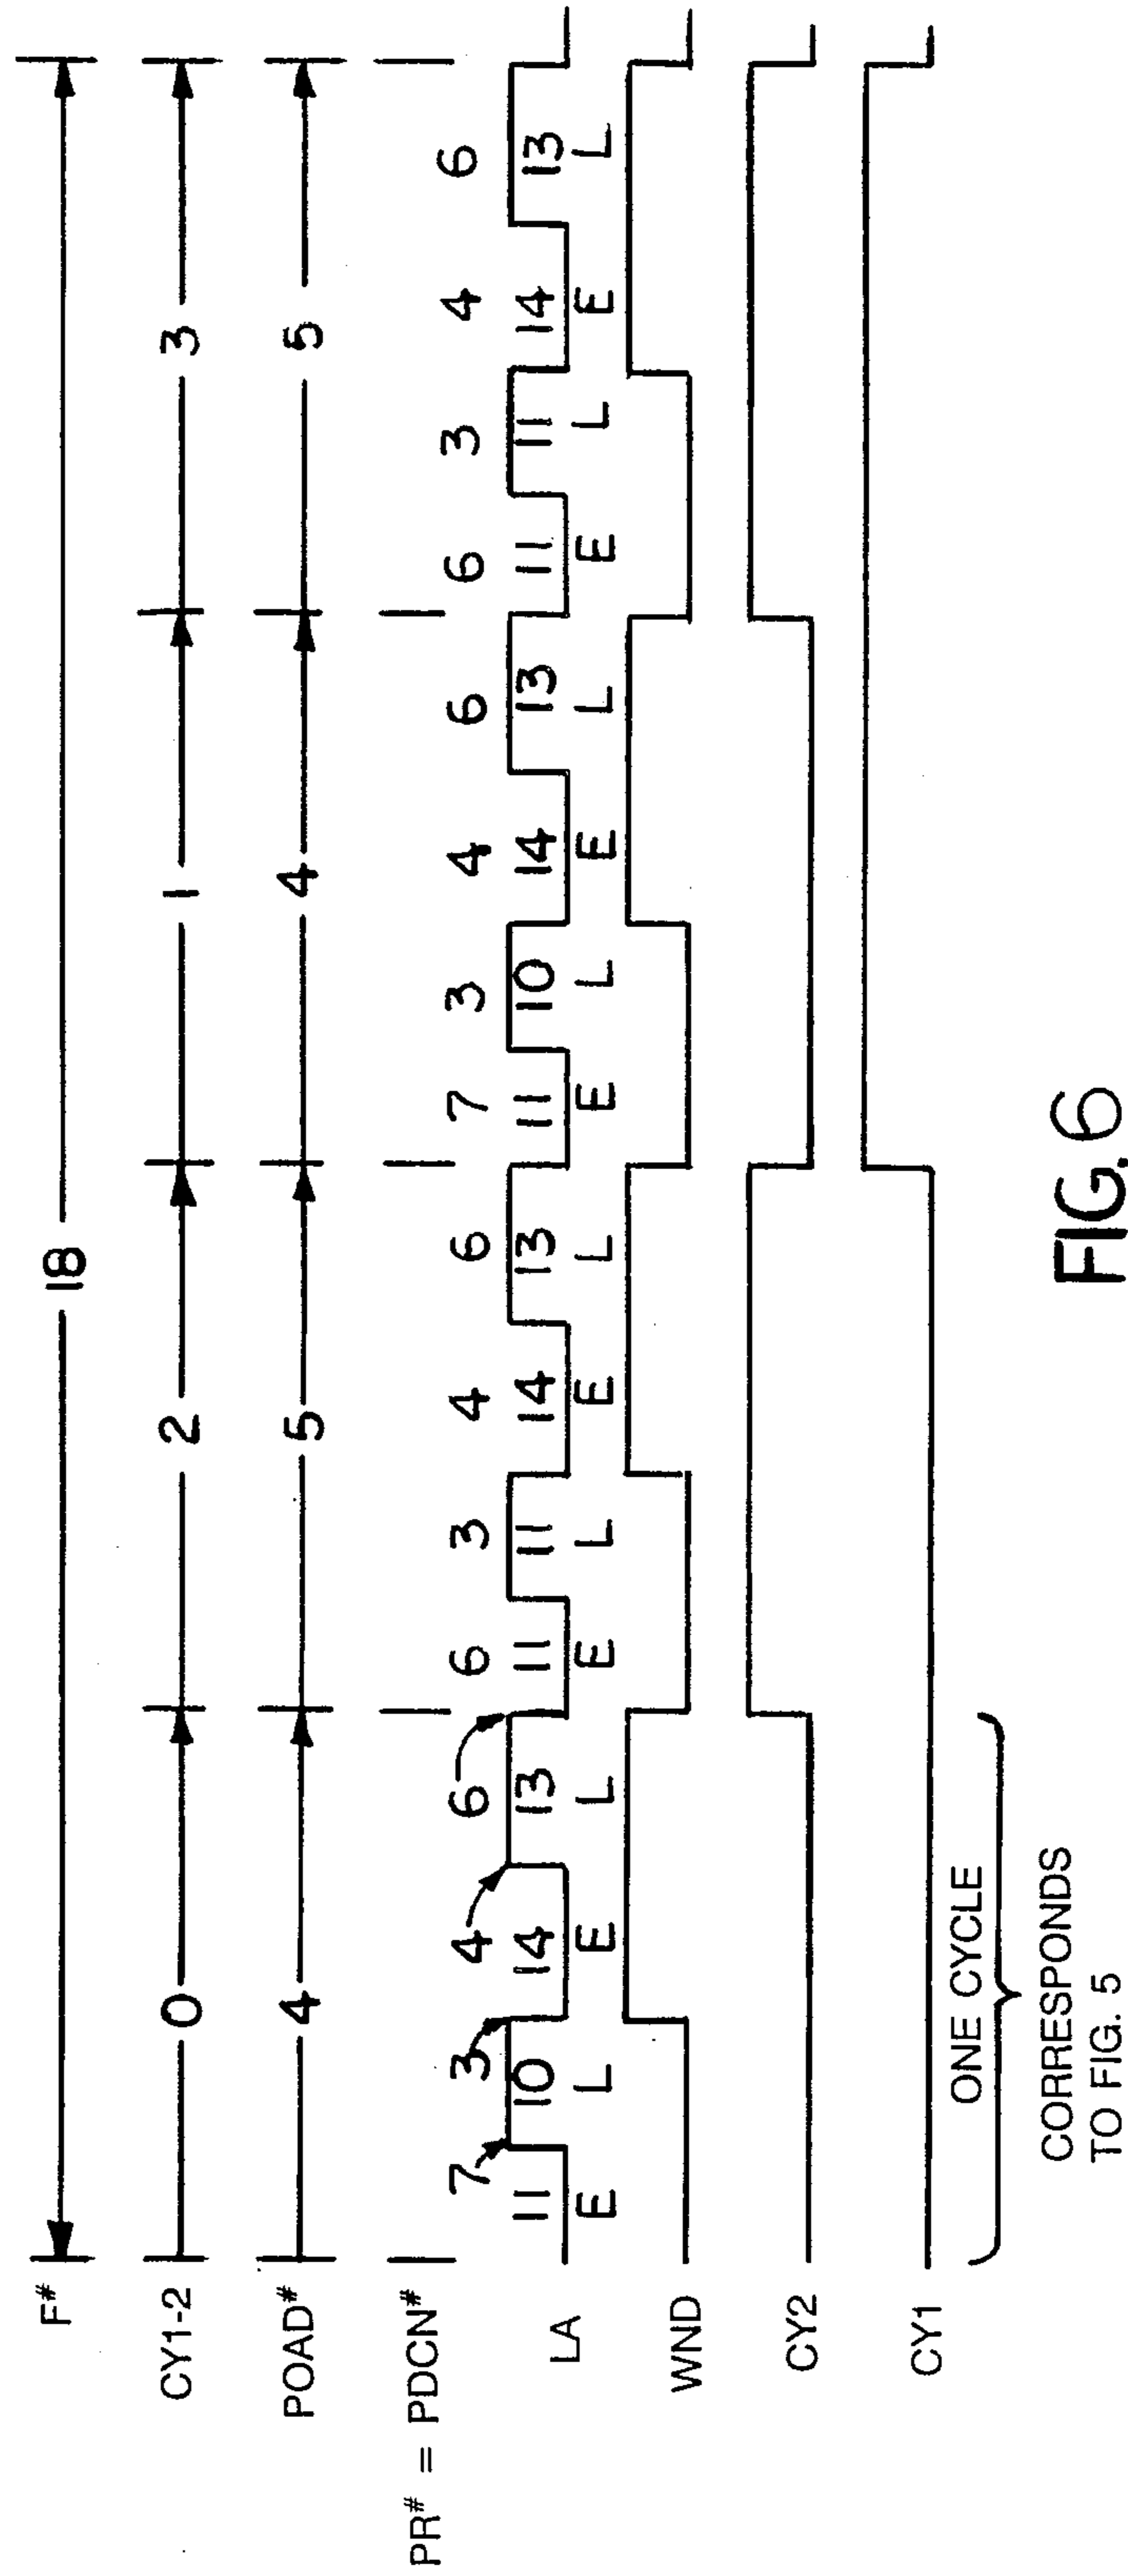 F# 18
CY1-2 0 2 1 3
POAD# 4 5 4 5
PR# = PDCN# 7 3 4 6 6 3 4 6 7 3 4 6 6 3 4 6
LA 11 10 14 13 11 11 14 13 11 10 14 13 11 11 14 13
E L E L E L E L E L E L E L E L
WND
CY2
CY1
ONE CYCLE
CORRESPONDS
TO FIG. 5
FIG. 6